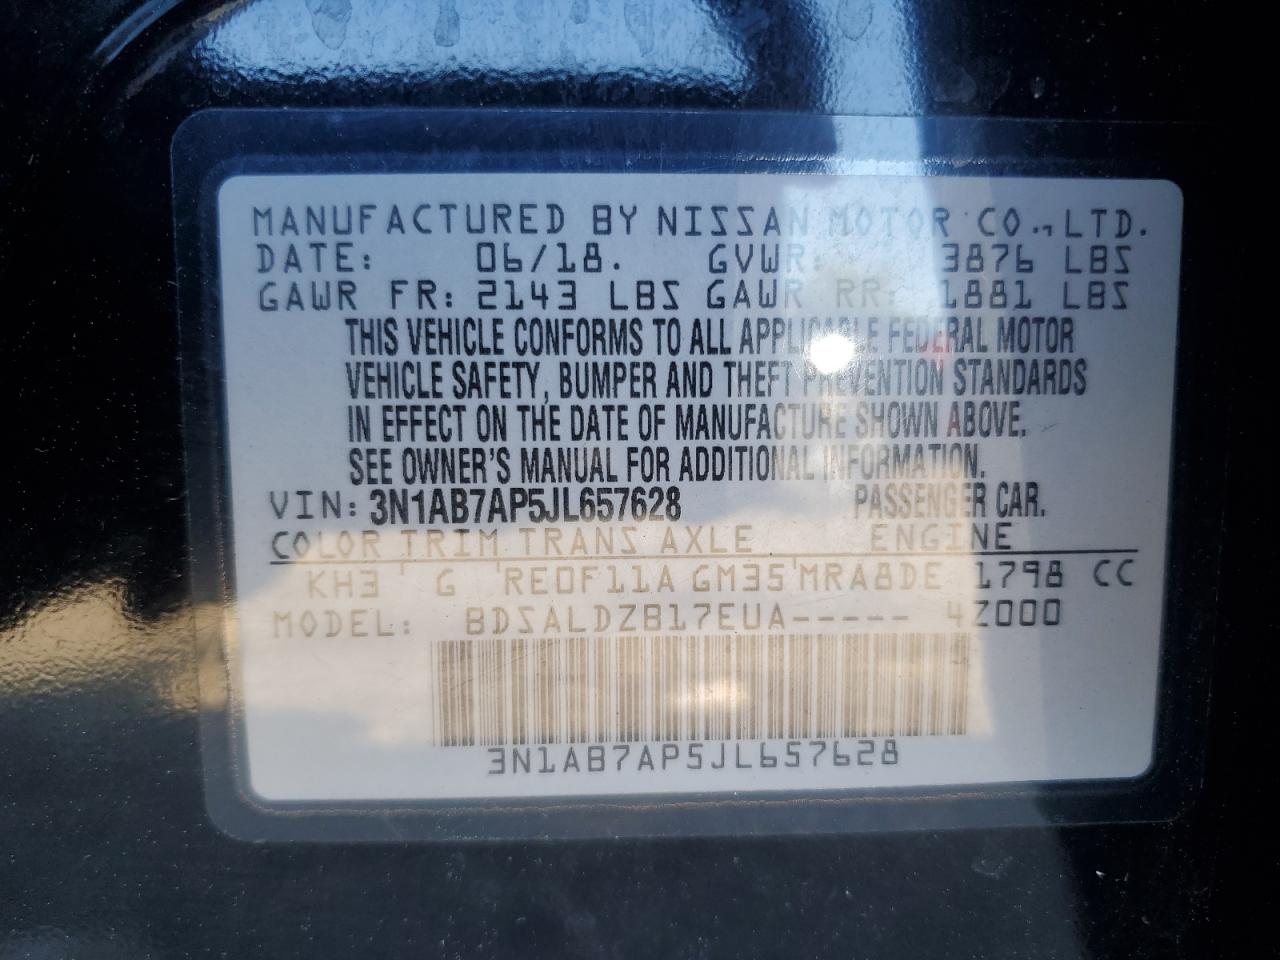 MANUFACTURED BY NISSAN MOTOR CO., LTD.
DATE: 06/18. GVWR: 3876 LBS
GAWR FR: 2143 LBS GAWR RR: 1881 LBS
THIS VEHICLE CONFORMS TO ALL APPLICABLE FEDERAL MOTOR
VEHICLE SAFETY, BUMPER AND THEFT PREVENTION STANDARDS
IN EFFECT ON THE DATE OF MANUFACTURE SHOWN ABOVE.
SEE OWNER'S MANUAL FOR ADDITIONAL INFORMATION.
VIN: 3N1AB7AP5JL657628 PASSENGER CAR.
COLOR TRIM TRANS AXLE ENGINE
KH3 G RE0F11A GM35 MRA8DE 1798 CC
MODEL: BDSALDZB17EUA----- 4Z000
3N1AB7AP5JL657628